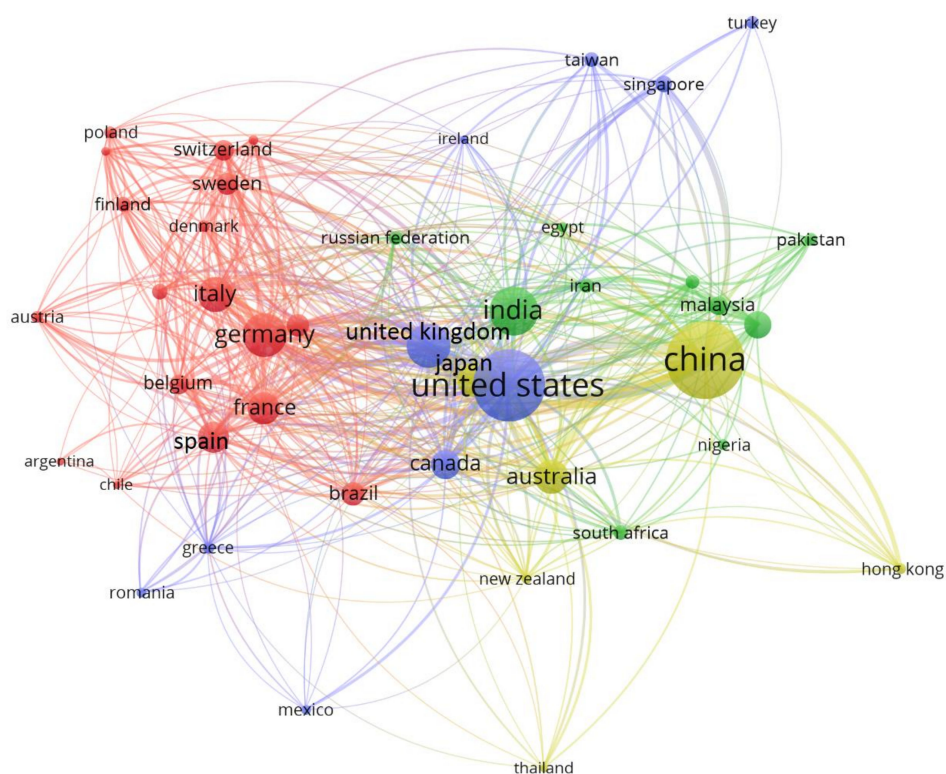 turkey
taiwan
singapore
poland
ireland
switzerland
sweden
finland
denmark
egypt
russian federation
pakistan
iran
italy
malaysia
india
austria
germany
united kingdom
japan
china
united states
belgium
france
spain
nigeria
argentina
canada
australia
chile
brazil
south africa
greece
new zealand
hong kong
romania
mexico
thailand